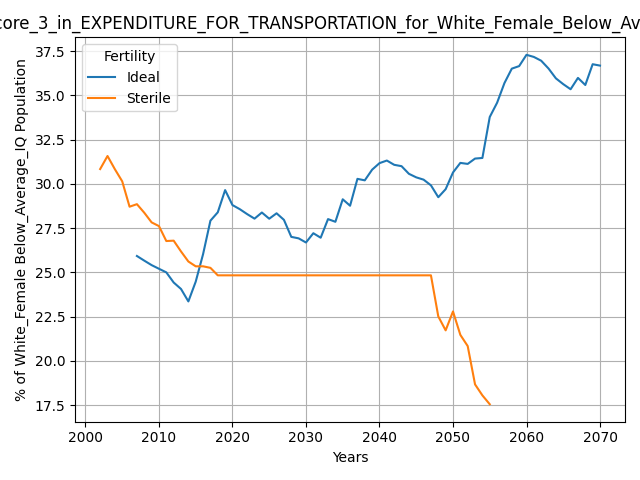 core_3_in_EXPENDITURE_FOR_TRANSPORTATION_for_White_Female_Below_Av
Fertility
Ideal
Sterile
% of White_Female Below_Average_IQ Population
37.5
35.0
32.5
30.0
27.5
25.0
22.5
20.0
17.5
2000 2010 2020 2030 2040 2050 2060 2070
Years